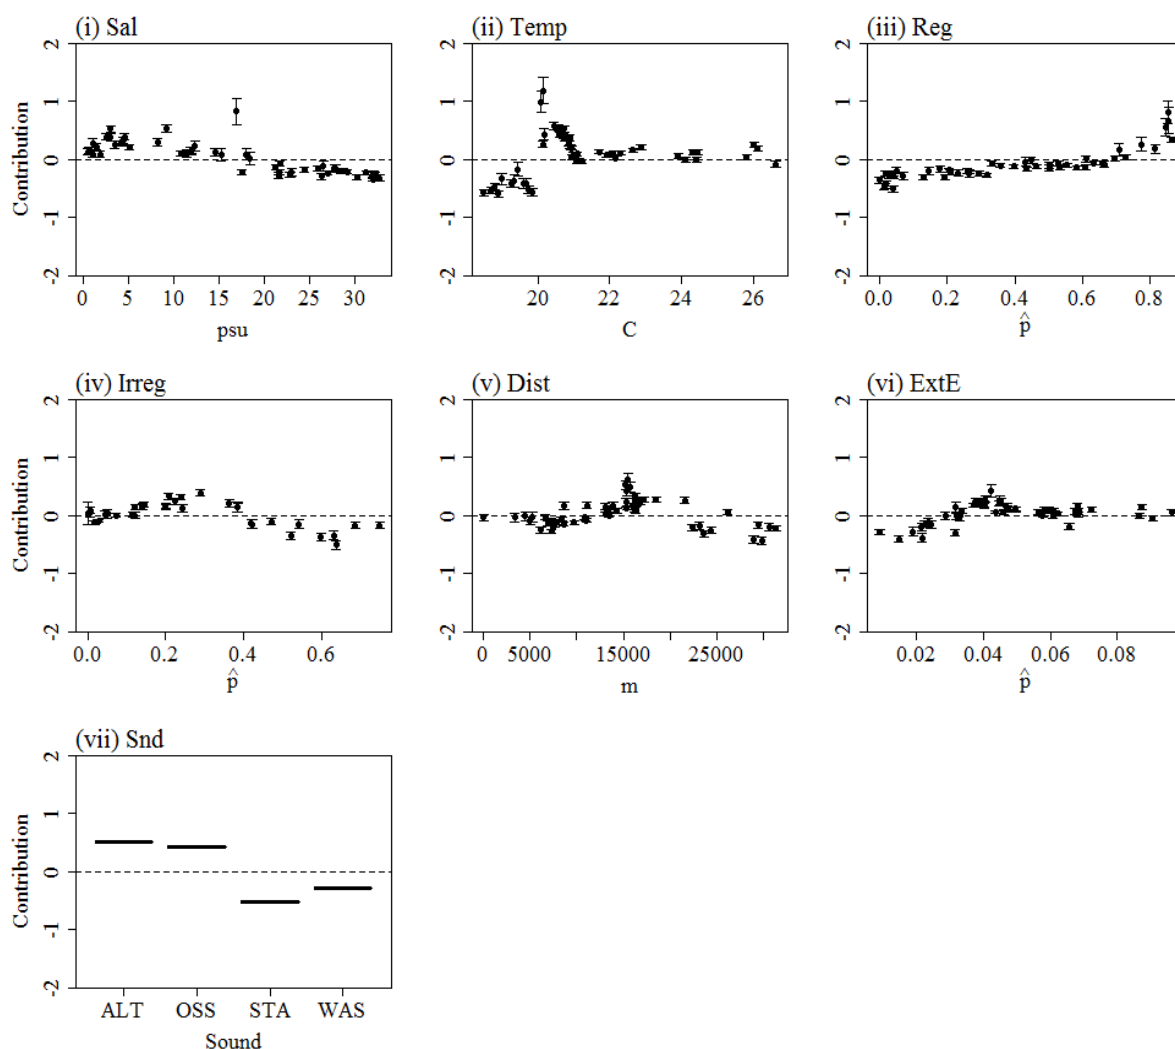 (i) Sal
(ii) Temp
(iii) Reg
Contribution
2
1
0
-1
-2
0 5 10 15 20 25 30
psu
2
1
0
-1
-2
20 22 24 26
C
2
1
0
-1
-2
0.0 0.2 0.4 0.6 0.8
p̂
(iv) Irreg
(v) Dist
(vi) ExtE
Contribution
2
1
0
-1
-2
0.0 0.2 0.4 0.6
p̂
2
1
0
-1
-2
0 5000 15000 25000
m
2
1
0
-1
-2
0.02 0.04 0.06 0.08
p̂
(vii) Snd
Contribution
2
1
0
-1
-2
ALT OSS STA WAS
Sound